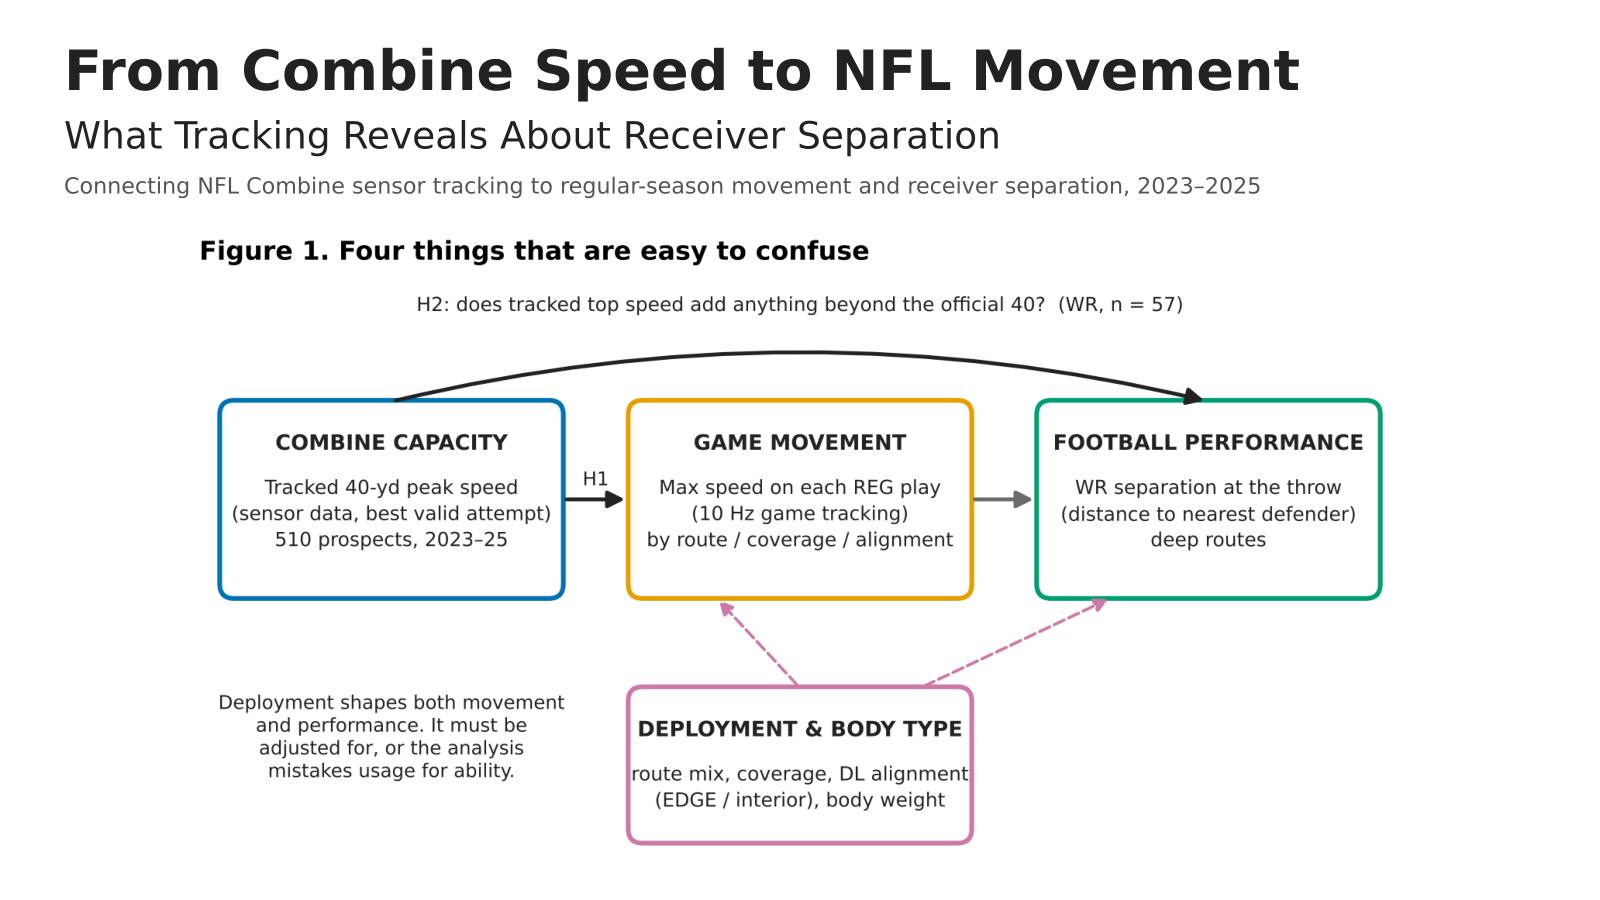 From Combine Speed to NFL Movement
What Tracking Reveals About Receiver Separation
Connecting NFL Combine sensor tracking to regular-season movement and receiver separation, 2023–2025
Figure 1. Four things that are easy to confuse
H2: does tracked top speed add anything beyond the official 40?  (WR, n = 57)
COMBINE CAPACITY
Tracked 40-yd peak speed
(sensor data, best valid attempt)
510 prospects, 2023–25
H1
GAME MOVEMENT
Max speed on each REG play
(10 Hz game tracking)
by route / coverage / alignment
FOOTBALL PERFORMANCE
WR separation at the throw
(distance to nearest defender)
deep routes
Deployment shapes both movement
and performance. It must be
adjusted for, or the analysis
mistakes usage for ability.
DEPLOYMENT & BODY TYPE
route mix, coverage, DL alignment
(EDGE / interior), body weight